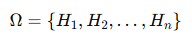 Ω = {H₁, H₂, …, Hₙ}